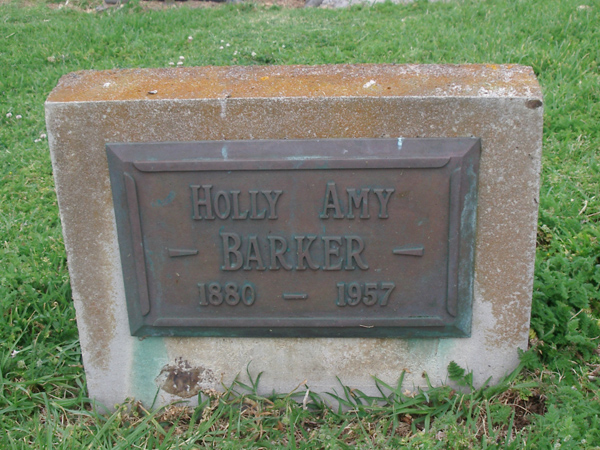 HOLLY AMY
— BARKER —
1880 — 1957